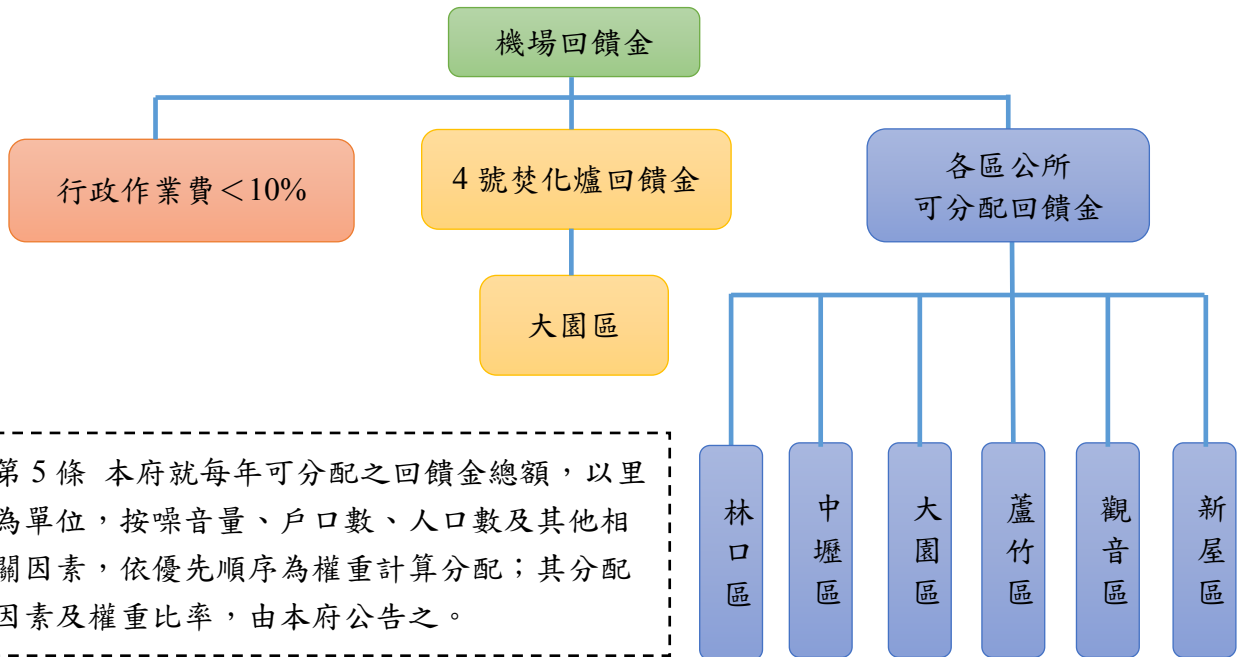 機場回饋金
行政作業費＜10%
4 號焚化爐回饋金
各區公所
可分配回饋金
大園區
第 5 條 本府就每年可分配之回饋金總額，以里
為單位，按噪音量、戶口數、人口數及其他相
關因素，依優先順序為權重計算分配；其分配
因素及權重比率，由本府公告之。
林口區
中壢區
大園區
蘆竹區
觀音區
新屋區